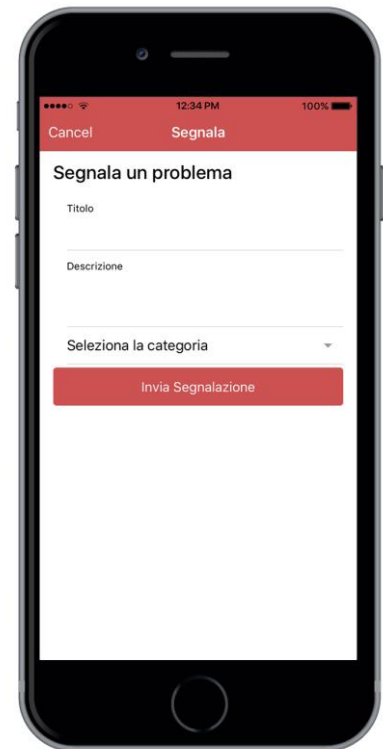 12:34 PM 100%
Cancel Segnala
Segnala un problema
Titolo
Descrizione
Seleziona la categoria
Invia Segnalazione